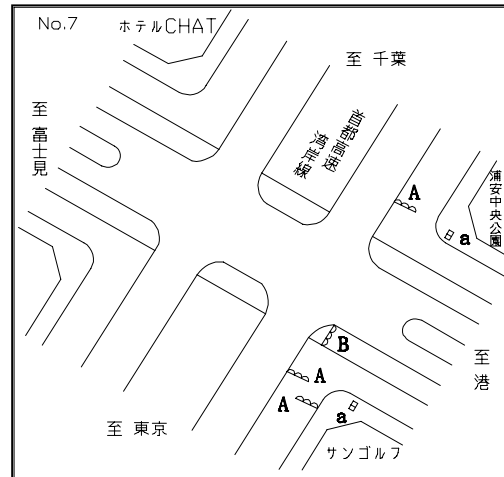 No.7
ホテルCHAT
至 千葉
至 富士見
首都高速
湾岸線
浦安中央公園
A
a
B
A
A
a
至 港
至 東京
サンゴルフ